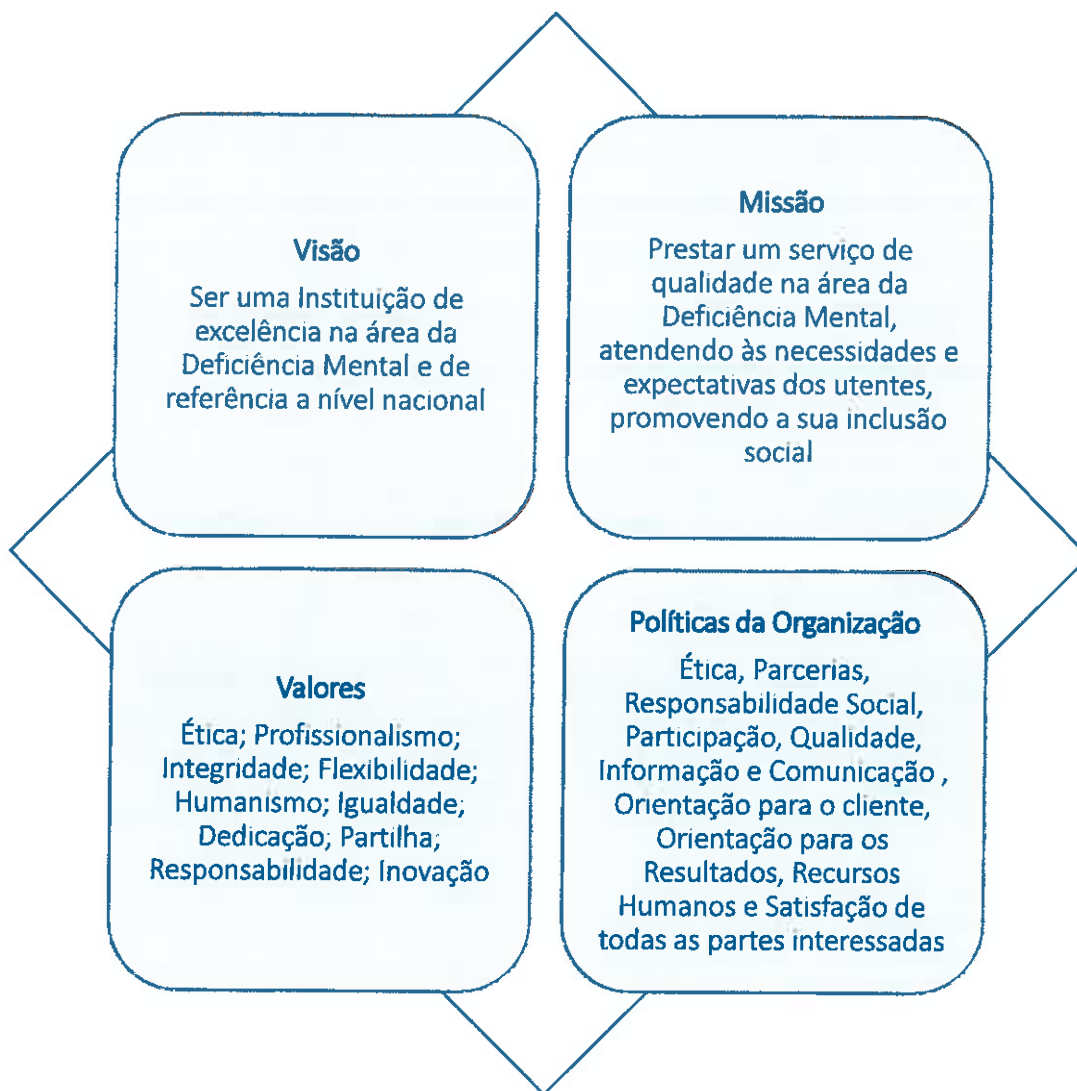 Visão
Ser uma Instituição de
excelência na área da
Deficiência Mental e de
referência a nível nacional
Missão
Prestar um serviço de
qualidade na área da
Deficiência Mental,
atendendo às necessidades e
expectativas dos utentes,
promovendo a sua inclusão
social
Valores
Ética; Profissionalismo;
Integridade; Flexibilidade;
Humanismo; Igualdade;
Dedicação; Partilha;
Responsabilidade; Inovação
Políticas da Organização
Ética, Parcerias,
Responsabilidade Social,
Participação, Qualidade,
Informação e Comunicação ,
Orientação para o cliente,
Orientação para os
Resultados, Recursos
Humanos e Satisfação de
todas as partes interessadas